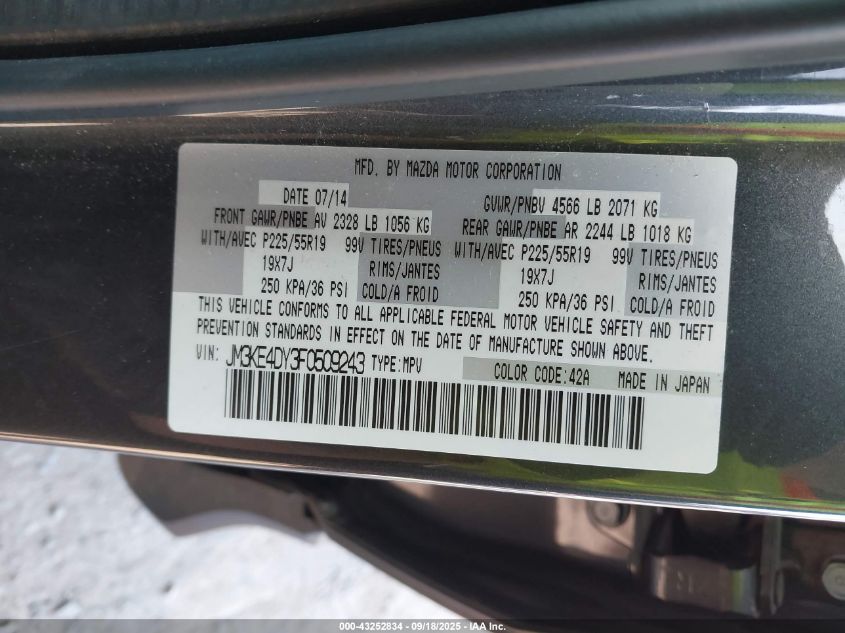 MFD. BY MAZDA MOTOR CORPORATION
DATE 07/14 GVWR/PNBV 4566 LB 2071 KG
FRONT GAWR/PNBE AV 2328 LB 1056 KG REAR GAWR/PNBE AR 2244 LB 1018 KG
WITH/AVEC P225/55R19 99V TIRES/PNEUS WITH/AVEC P225/55R19 99V TIRES/PNEUS
19X7J RIMS/JANTES 19X7J RIMS/JANTES
250 KPA/36 PSI COLD/A FROID 250 KPA/36 PSI COLD/A FROID
THIS VEHICLE CONFORMS TO ALL APPLICABLE FEDERAL MOTOR VEHICLE SAFETY AND THEFT
PREVENTION STANDARDS IN EFFECT ON THE DATE OF MANUFACTURE SHOWN ABOVE.
VIN: JM3KE4DY3F0509243 TYPE:MPV COLOR CODE:42A MADE IN JAPAN
000-43252834 - 09/18/2025 - IAA Inc.